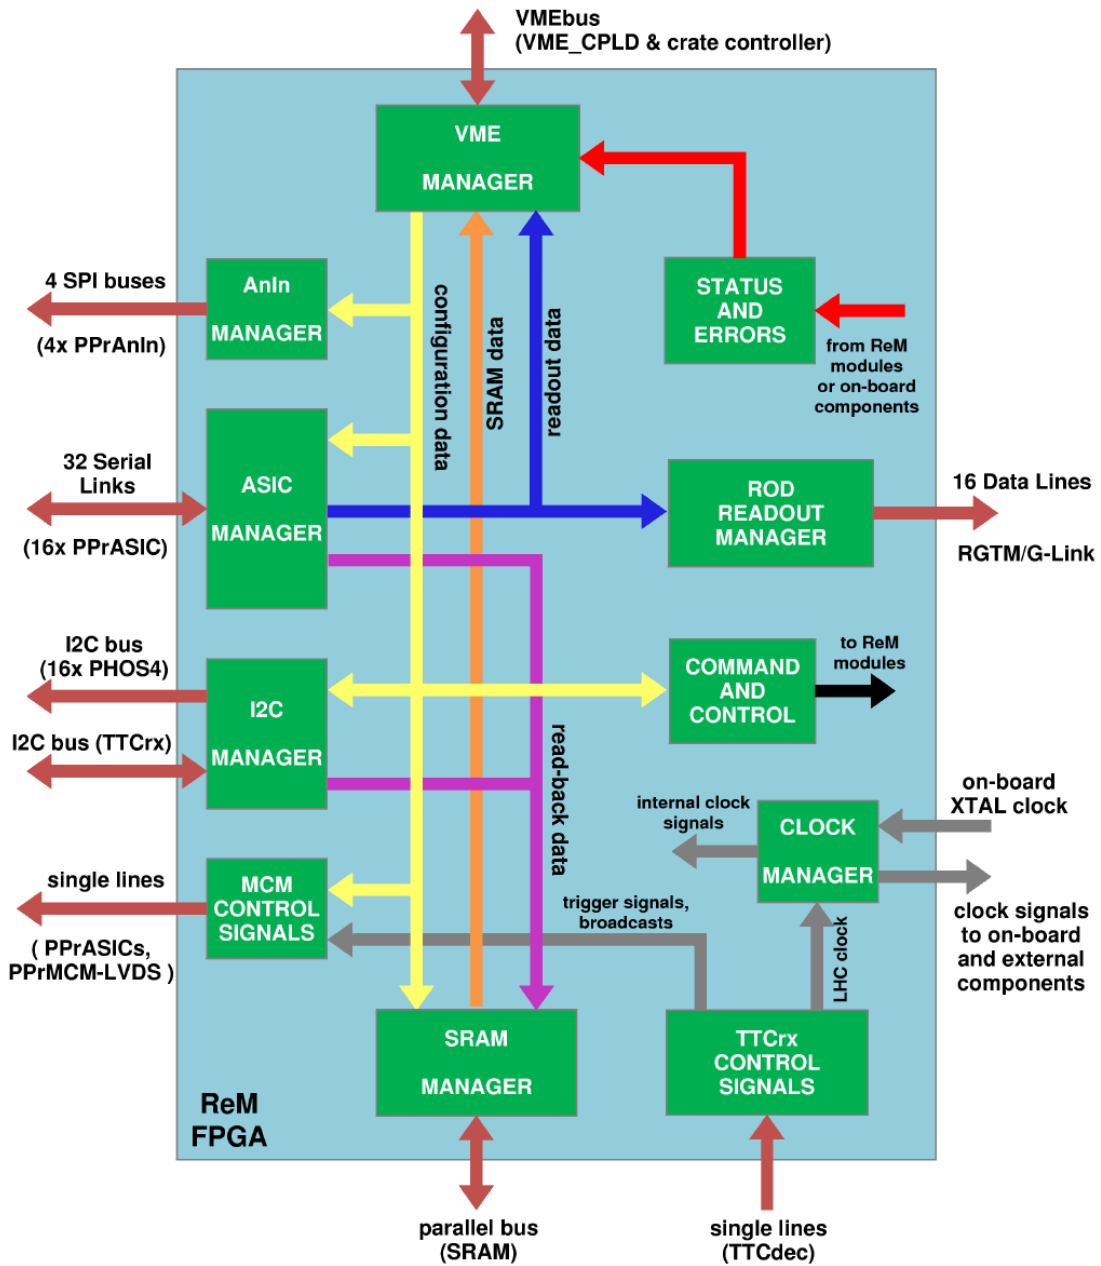 VMEbus
(VME_CPLD & crate controller)
VME
MANAGER
4 SPI buses
(4x PPrAnIn)
AnIn
MANAGER
configuration data
SRAM data
readout data
STATUS
AND
ERRORS
from ReM
modules
or on-board
components
32 Serial
Links
(16x PPrASIC)
ASIC
MANAGER
ROD
READOUT
MANAGER
16 Data Lines
RGTM/G-Link
I2C bus
(16x PHOS4)
I2C bus (TTCrx)
I2C
MANAGER
COMMAND
AND
CONTROL
to ReM
modules
read-back data
internal clock
signals
CLOCK
MANAGER
on-board
XTAL clock
clock signals
to on-board
and external
components
single lines
( PPrASICs,
PPrMCM-LVDS )
MCM
CONTROL
SIGNALS
trigger signals,
broadcasts
LHC clock
SRAM
MANAGER
TTCrx
CONTROL
SIGNALS
ReM
FPGA
parallel bus
(SRAM)
single lines
(TTCdec)